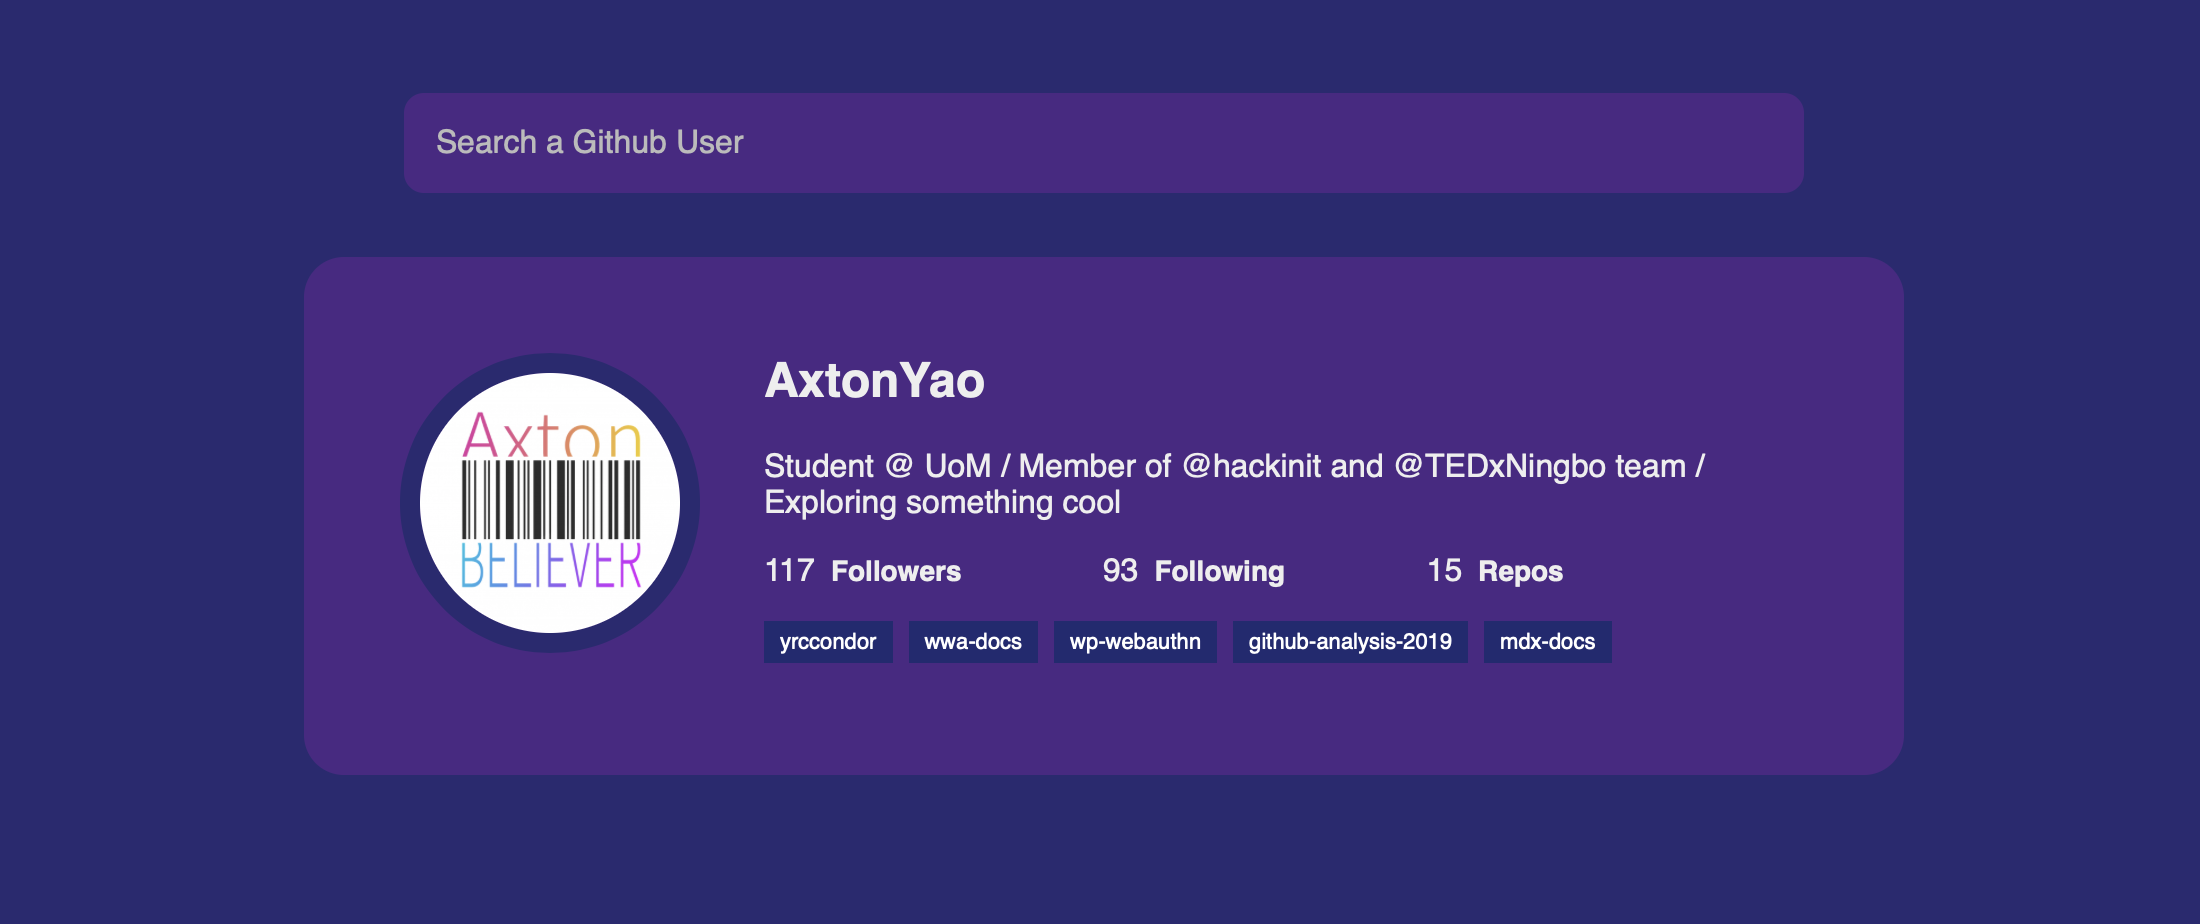 Search a Github User
Axton
BELIEVER
AxtonYao
Student @ UoM / Member of @hackinit and @TEDxNingbo team /
Exploring something cool
117 Followers 93 Following 15 Repos
yrccondor wwa-docs wp-webauthn github-analysis-2019 mdx-docs